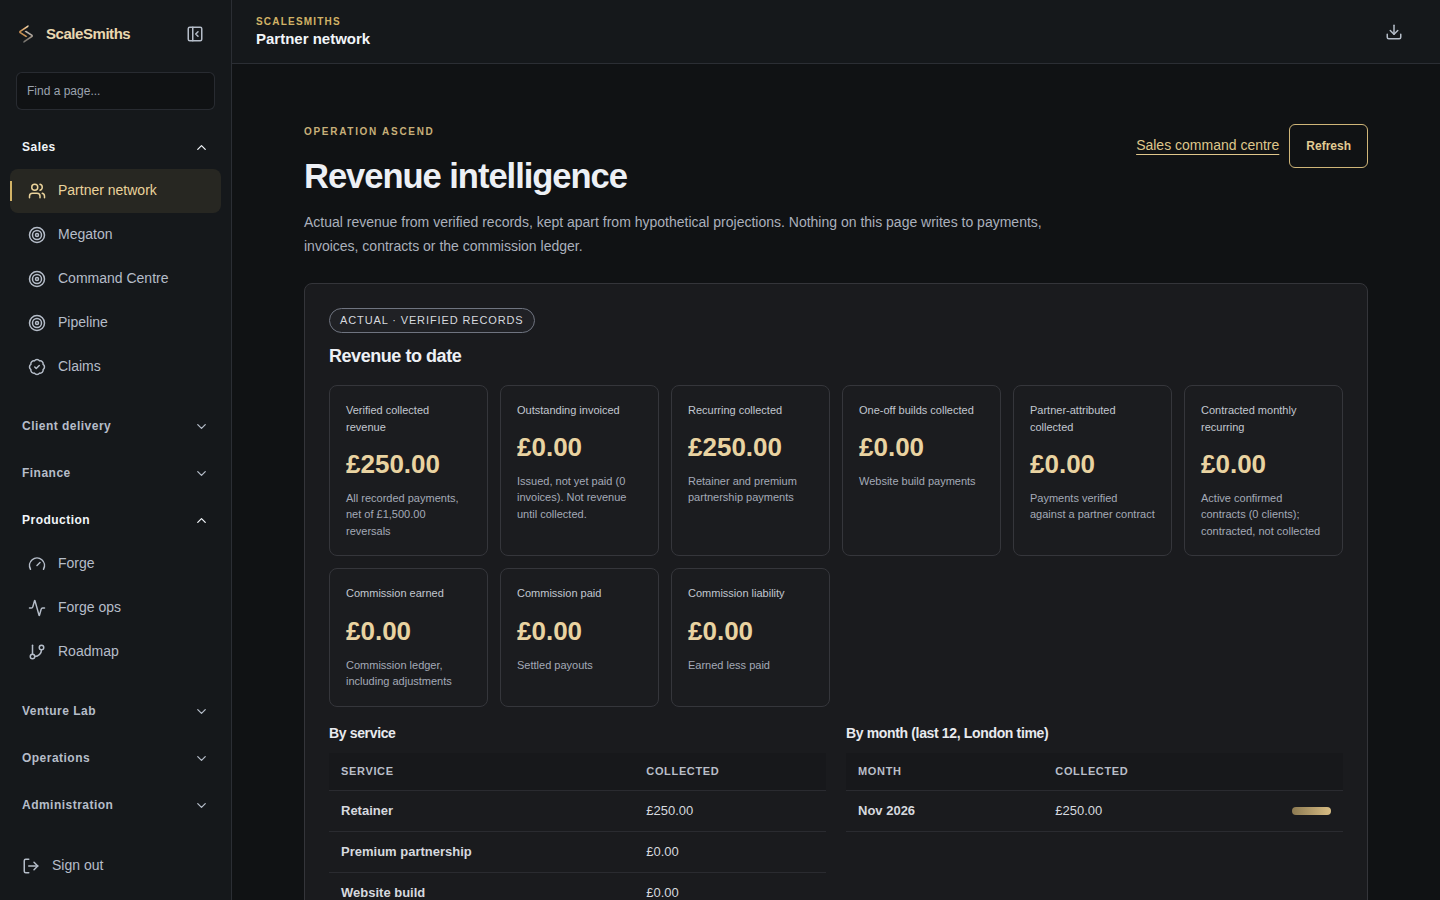 ScaleSmiths
Find a page...
Sales
Partner network
Megaton
Command Centre
Pipeline
Claims
Client delivery
Finance
Production
Forge
Forge ops
Roadmap
Venture Lab
Operations
Administration
Sign out
SCALESMITHS
Partner network
OPERATION ASCEND
Revenue intelligence
Actual revenue from verified records, kept apart from hypothetical projections. Nothing on this page writes to payments,
invoices, contracts or the commission ledger.
Sales command centre
Refresh
ACTUAL · VERIFIED RECORDS
Revenue to date
Verified collected
revenue
£250.00
All recorded payments,
net of £1,500.00
reversals
Outstanding invoiced
£0.00
Issued, not yet paid (0
invoices). Not revenue
until collected.
Recurring collected
£250.00
Retainer and premium
partnership payments
One-off builds collected
£0.00
Website build payments
Partner-attributed
collected
£0.00
Payments verified
against a partner contract
Contracted monthly
recurring
£0.00
Active confirmed
contracts (0 clients);
contracted, not collected
Commission earned
£0.00
Commission ledger,
including adjustments
Commission paid
£0.00
Settled payouts
Commission liability
£0.00
Earned less paid
By service
SERVICE COLLECTED
Retainer £250.00
Premium partnership £0.00
Website build £0.00
By month (last 12, London time)
MONTH COLLECTED
Nov 2026 £250.00